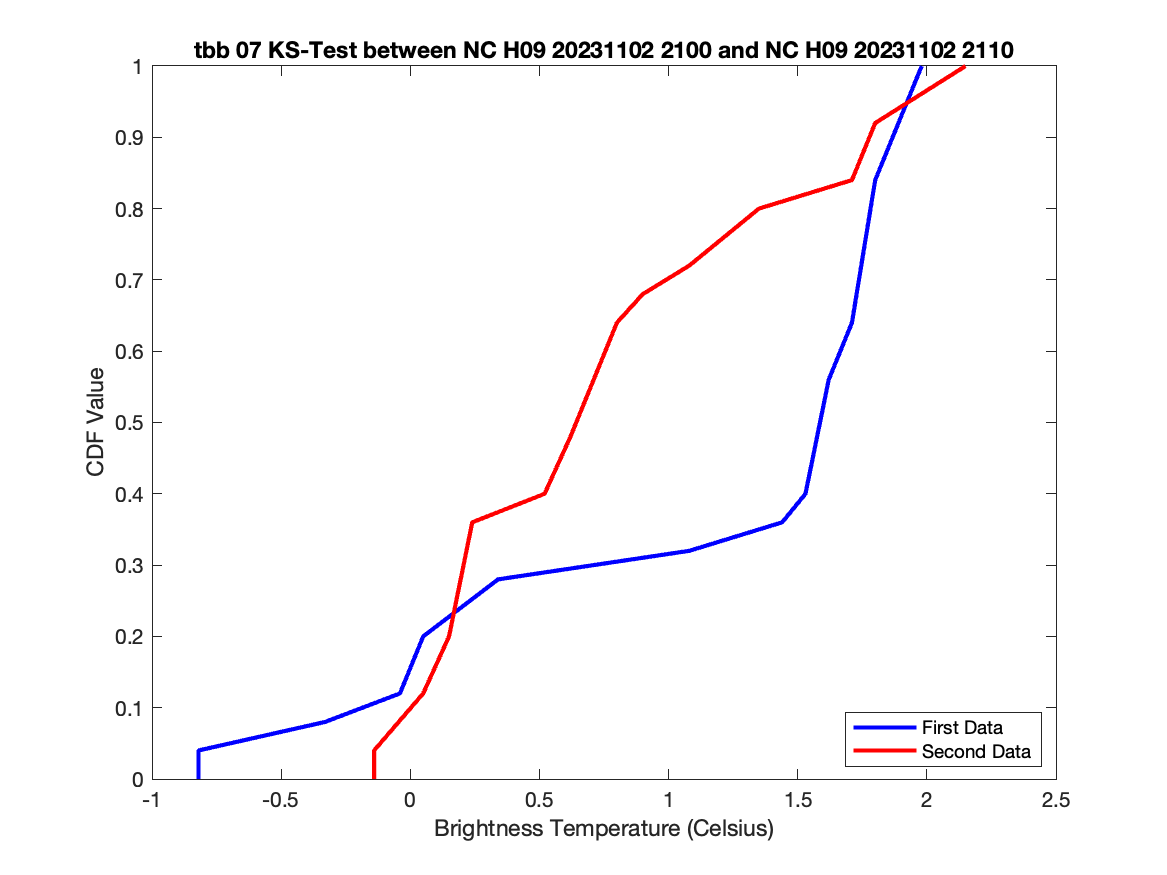 tbb 07 KS-Test between NC H09 20231102 2100 and NC H09 20231102 2110
1
0.9
0.8
0.7
0.6
0.5
0.4
0.3
0.2
0.1
0
CDF Value
First Data
Second Data
-1 -0.5 0 0.5 1 1.5 2 2.5
Brightness Temperature (Celsius)